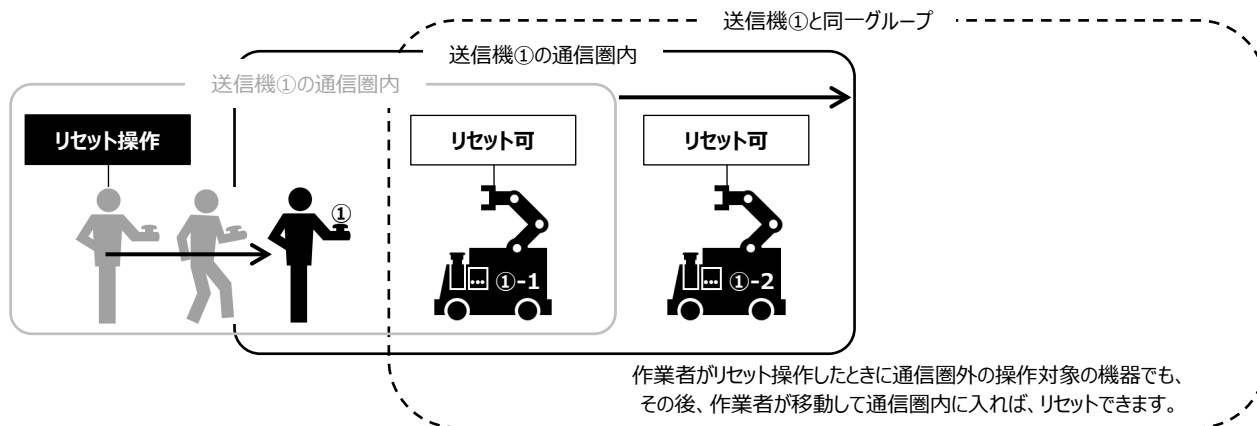 送信機①と同一グループ
送信機①の通信圏内
送信機①の通信圏内
リセット操作
リセット可
リセット可
①
①-1
①-2
作業者がリセット操作したときに通信圏外の操作対象の機器でも、
その後、作業者が移動して通信圏内に入れば、リセットできます。